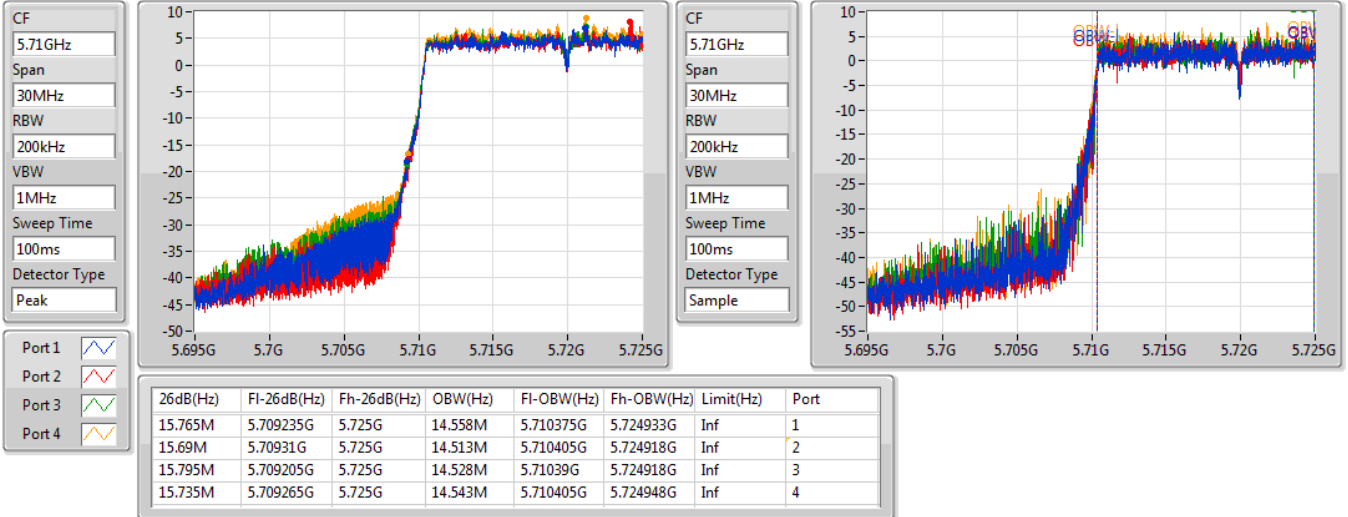 CF
5.71GHz
Span
30MHz
RBW
200kHz
VBW
1MHz
Sweep Time
100ms
Detector Type
Peak
10
5
0
-5
-10
-15
-20
-25
-30
-35
-40
-45
-50
5.695G 5.7G 5.705G 5.71G 5.715G 5.72G 5.725G
CF
5.71GHz
Span
30MHz
RBW
200kHz
VBW
1MHz
Sweep Time
100ms
Detector Type
Sample
10
5
0
-5
-10
-15
-20
-25
-30
-35
-40
-45
-50
-55
5.695G 5.7G 5.705G 5.71G 5.715G 5.72G 5.725G
Port 1
Port 2
Port 3
Port 4
26dB(Hz) Fl-26dB(Hz) Fh-26dB(Hz) OBW(Hz) Fl-OBW(Hz) Fh-OBW(Hz) Limit(Hz) Port
15.765M 5.709235G 5.725G 14.558M 5.710375G 5.724933G Inf 1
15.69M 5.70931G 5.725G 14.513M 5.710405G 5.724918G Inf 2
15.795M 5.709205G 5.725G 14.528M 5.71039G 5.724918G Inf 3
15.735M 5.709265G 5.725G 14.543M 5.710405G 5.724948G Inf 4